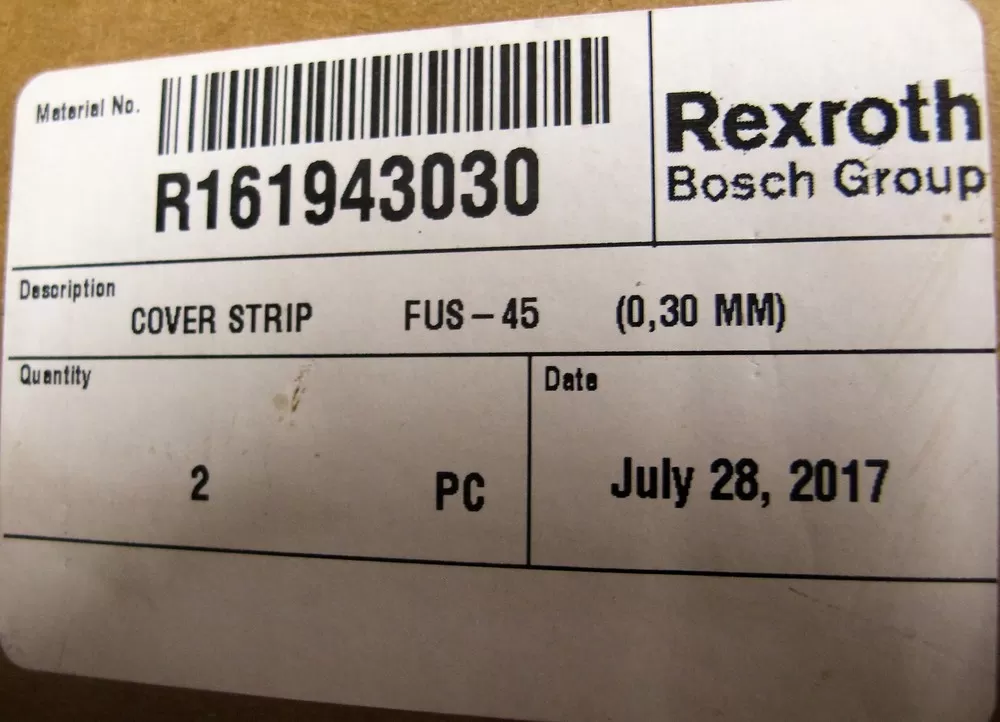 Material No.
R161943030
Rexroth
Bosch Group
Description
COVER STRIP FUS-45 (0,30 MM)
Quantity
2 PC
Date
July 28, 2017